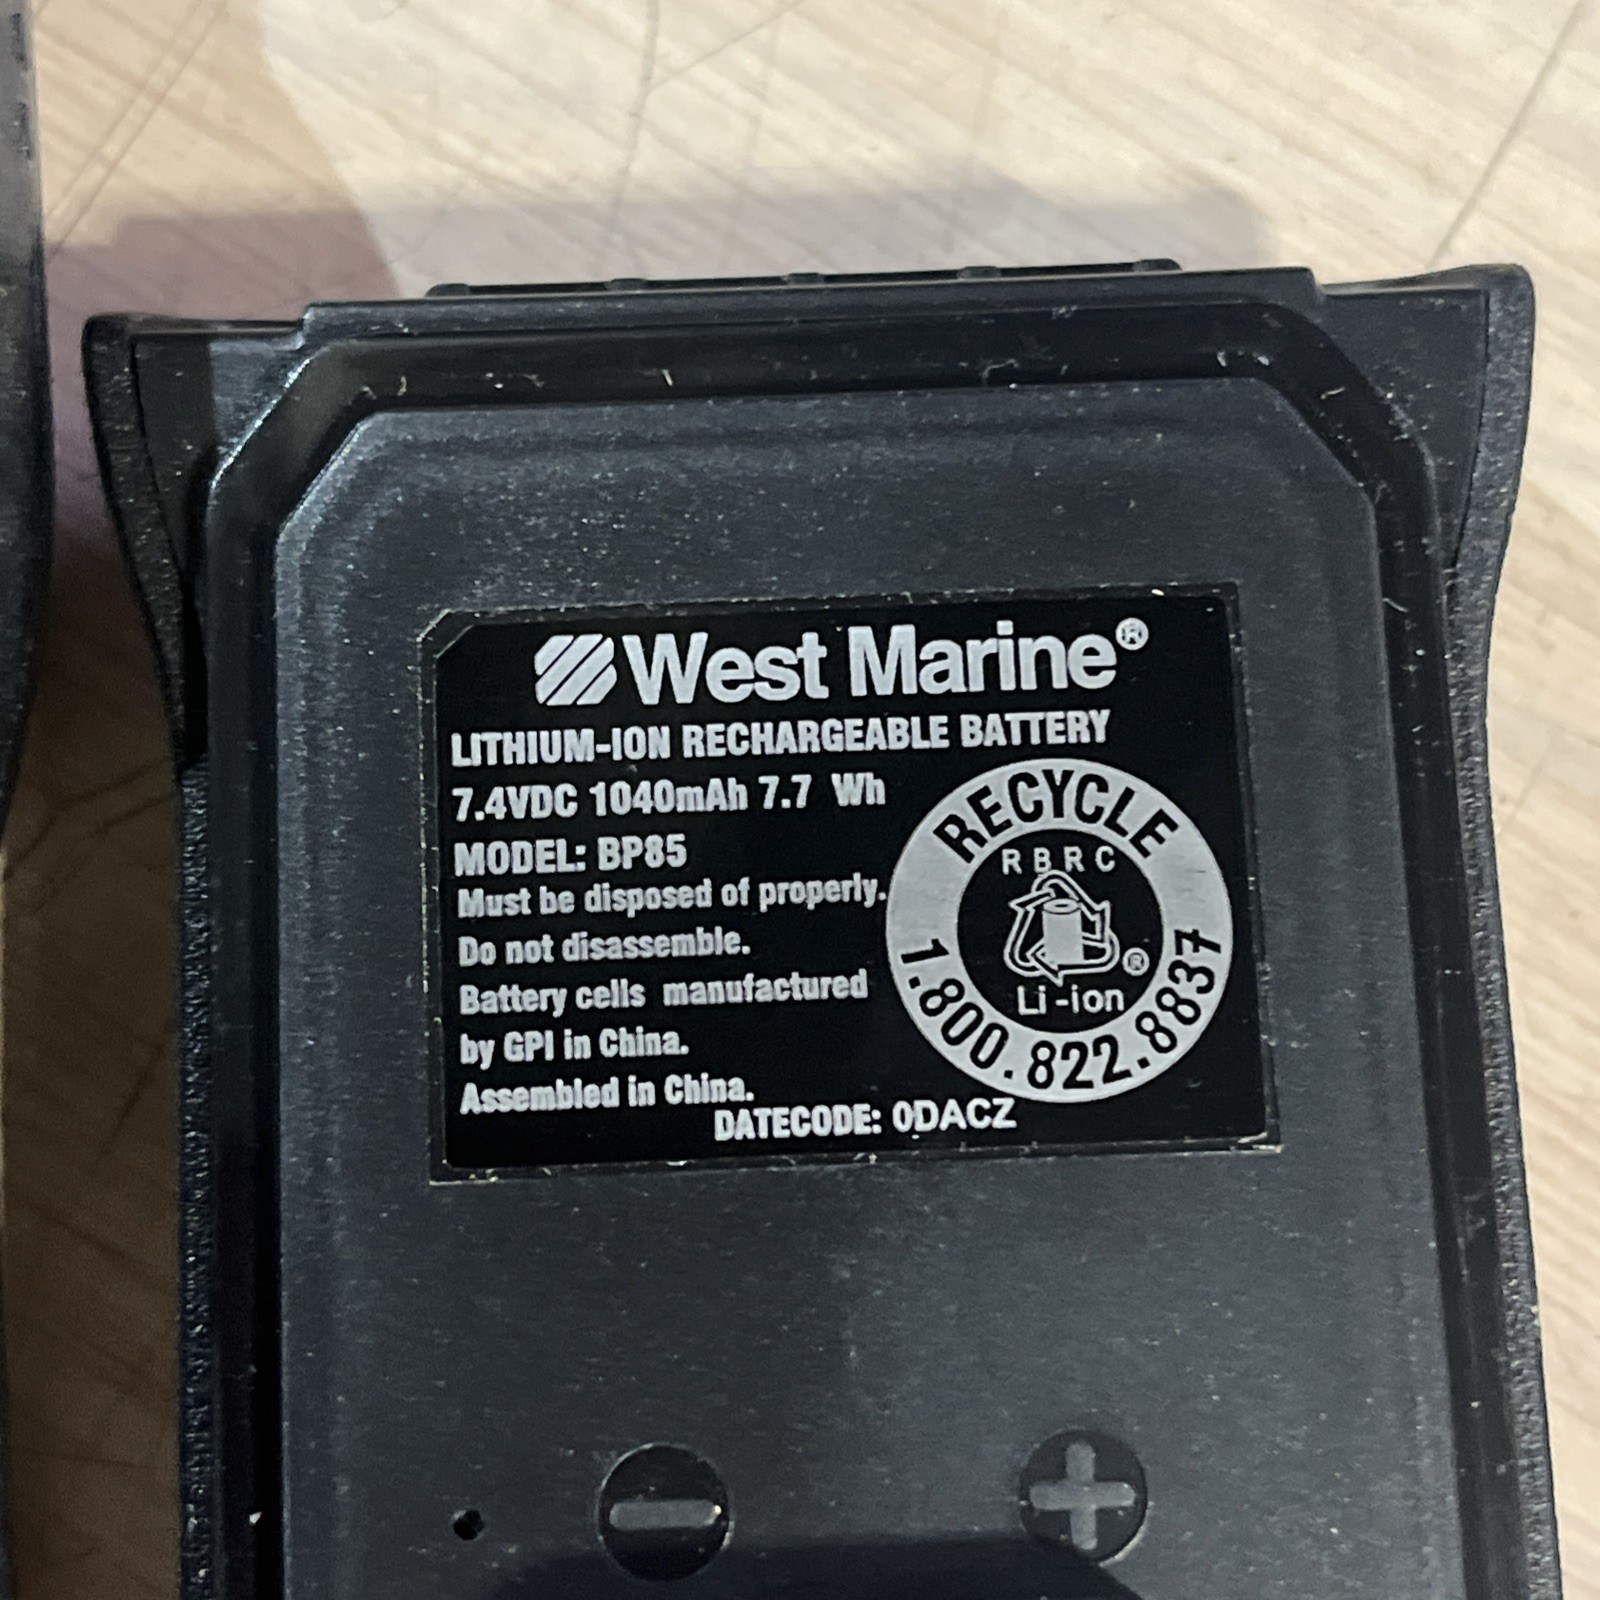 West Marine®
LITHIUM-ION RECHARGEABLE BATTERY
7.4VDC 1040mAh 7.7 Wh
MODEL: BP85
Must be disposed of properly.
Do not disassemble.
Battery cells manufactured
by GPI in China.
Assembled in China.
DATECODE: 0DACZ
RECYCLE
RBRC
®
Li-ion
1.800.822.8837
- +